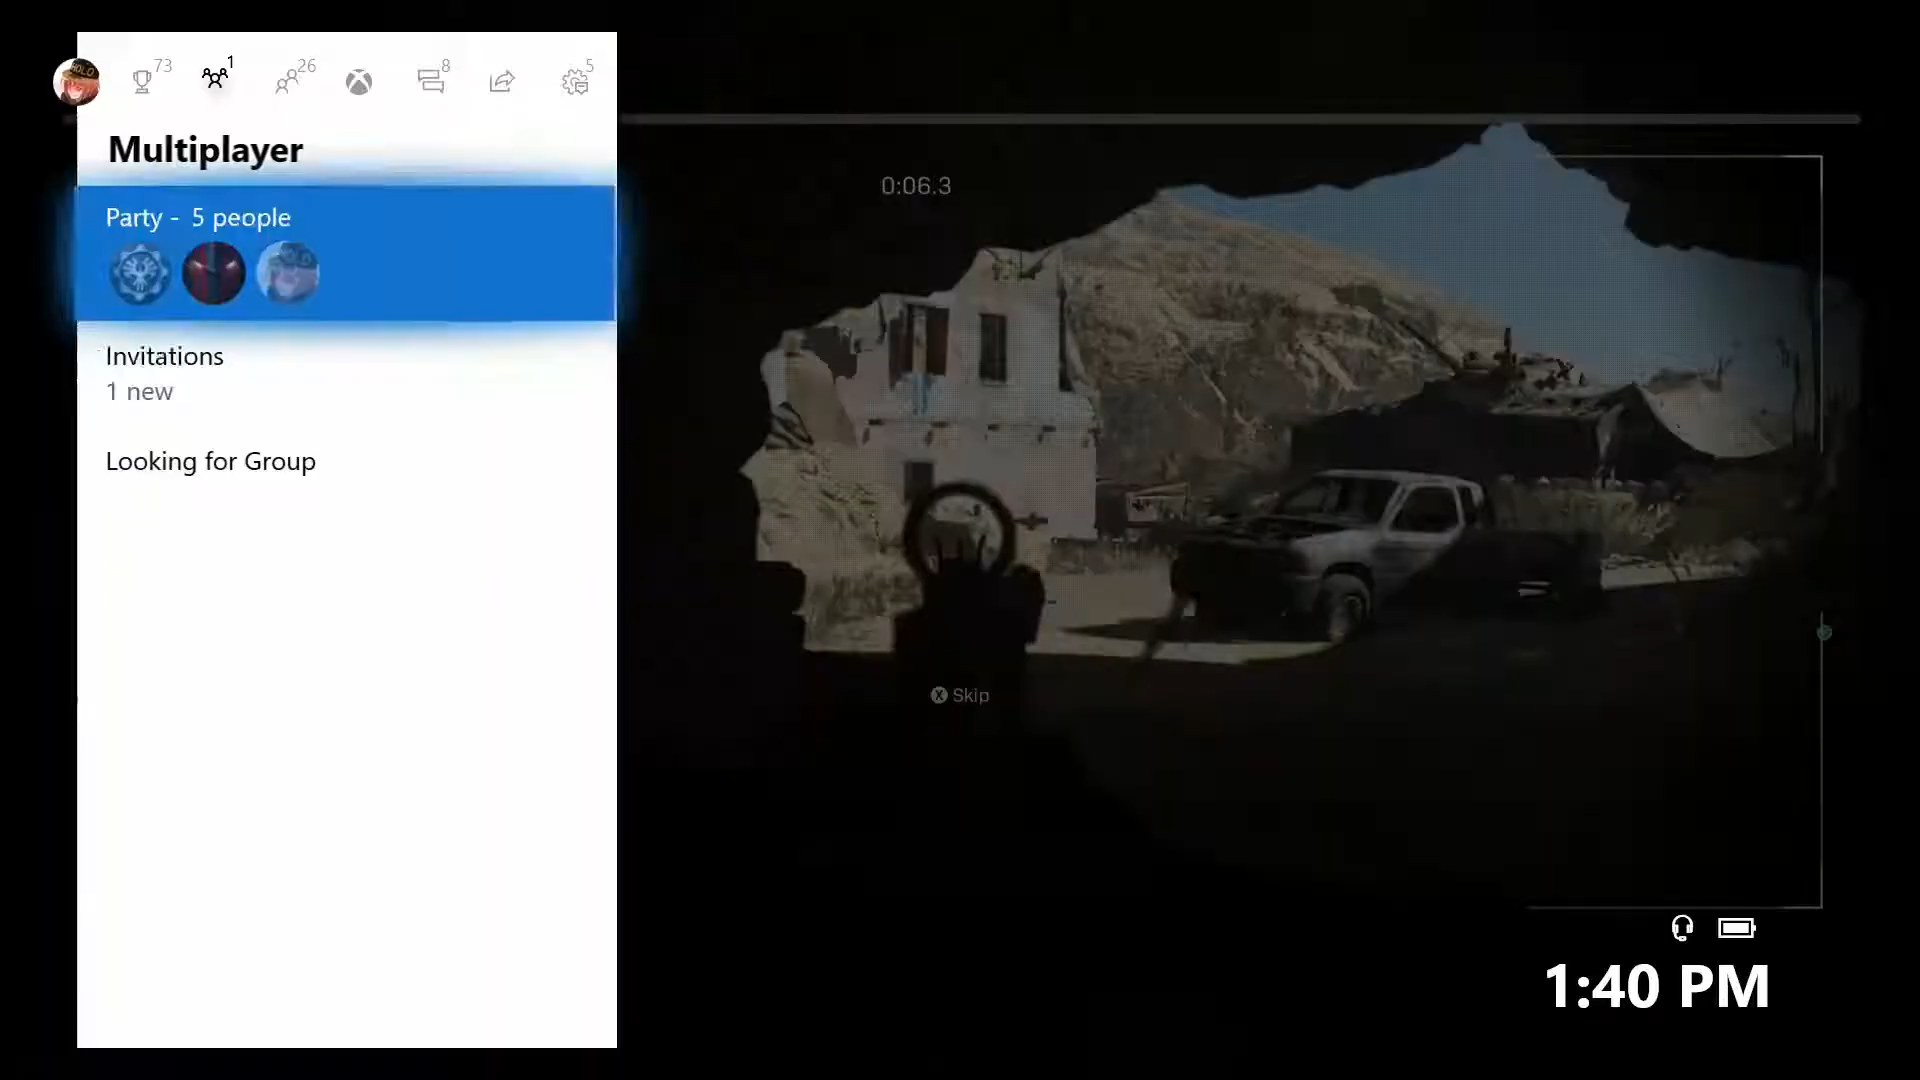 73
1
26
8
5
Multiplayer
Party - 5 people
Invitations
1 new
Looking for Group
0:06.3
X Skip
1:40 PM
HOLO